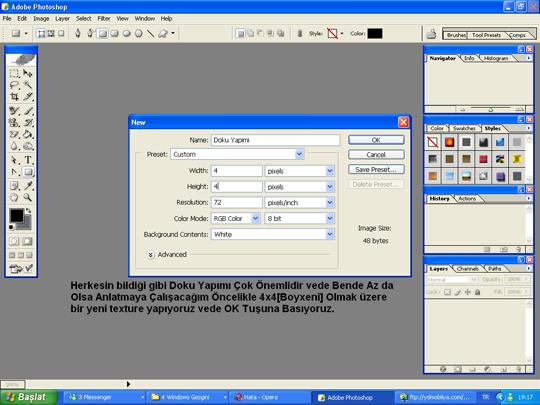 Adobe Photoshop
File Edit Image Layer Select Filter View Window Help
Style: Color:
Brushes Tool Presets Comps
Navigator Info Histogram
New
Name: Doku Yapimi
OK
Preset: Custom
Cancel
Width: 4 pixels
Save Preset...
Height: 4 pixels
Delete Preset...
Resolution: 72 pixels/inch
Color Mode: RGB Color 8 bit
Image Size:
Background Contents: White
48 bytes
Advanced
Color Swatches Styles
History Actions
Layers Channels Paths
Normal Opacity:
Lock: Fill:
Herkesin bildiği gibi Doku Yapımı Çok Önemlidir vede Bende Az da
Olsa Anlatmaya Çalışacağım Öncelikle 4x4[Boyxeni] Olmak üzere
bir yeni texture yapıyoruz vede OK Tuşuna Basıyoruz.
Başlat
3 Messenger
4 Windows Gezgini
Hata - Opera
Adobe Photoshop
ftp://ydmobilya.com/...
TR
19:17